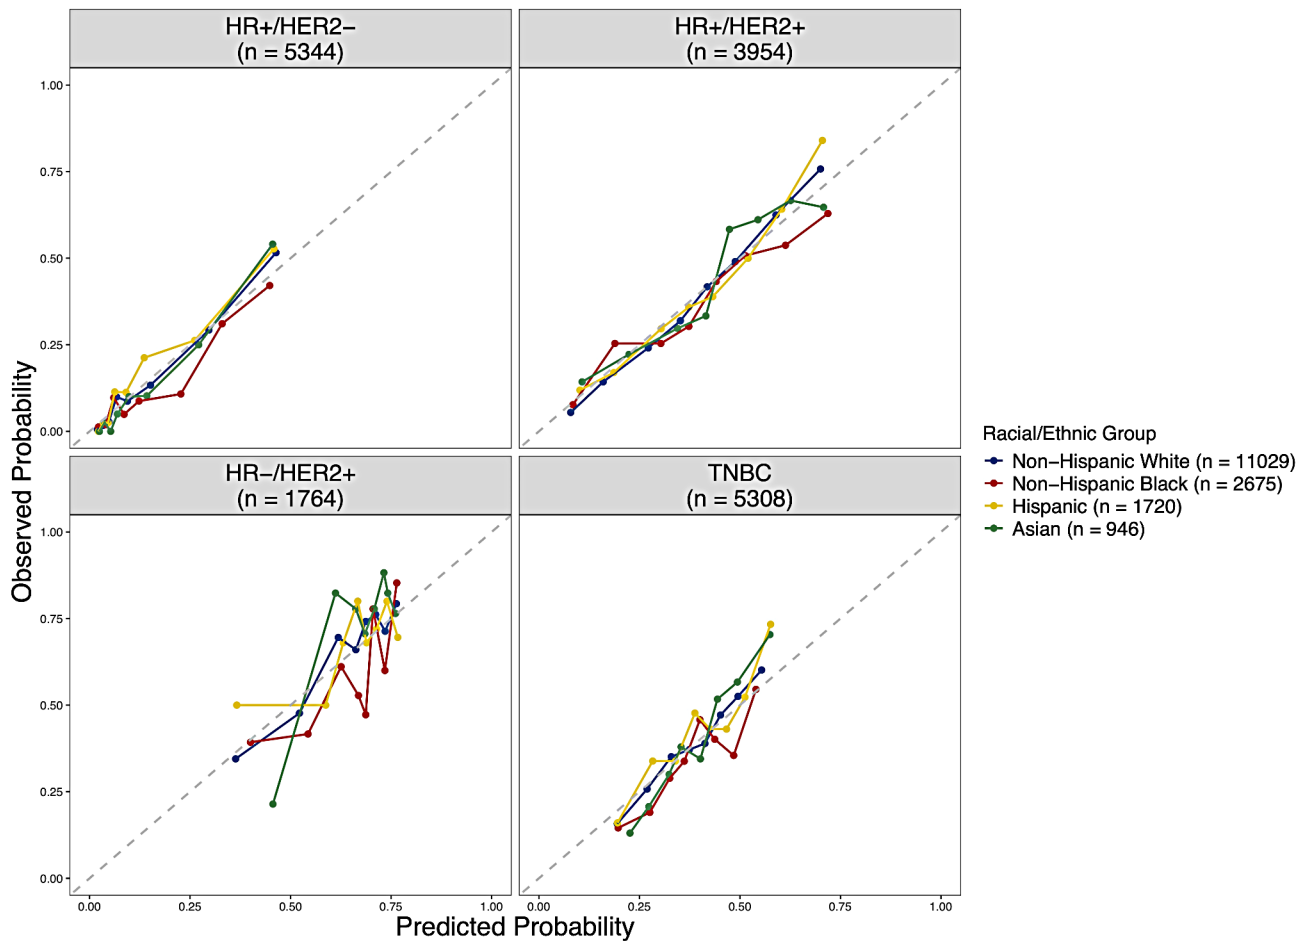 HR+/HER2−
(n = 5344)
HR+/HER2+
(n = 3954)
1.00
0.75
0.50
0.25
0.00
HR−/HER2+
(n = 1764)
TNBC
(n = 5308)
1.00
0.75
0.50
0.25
0.00
0.00 0.25 0.50 0.75 1.00
0.00 0.25 0.50 0.75 1.00
Observed Probability
Predicted Probability
Racial/Ethnic Group
Non−Hispanic White (n = 11029)
Non−Hispanic Black (n = 2675)
Hispanic (n = 1720)
Asian (n = 946)